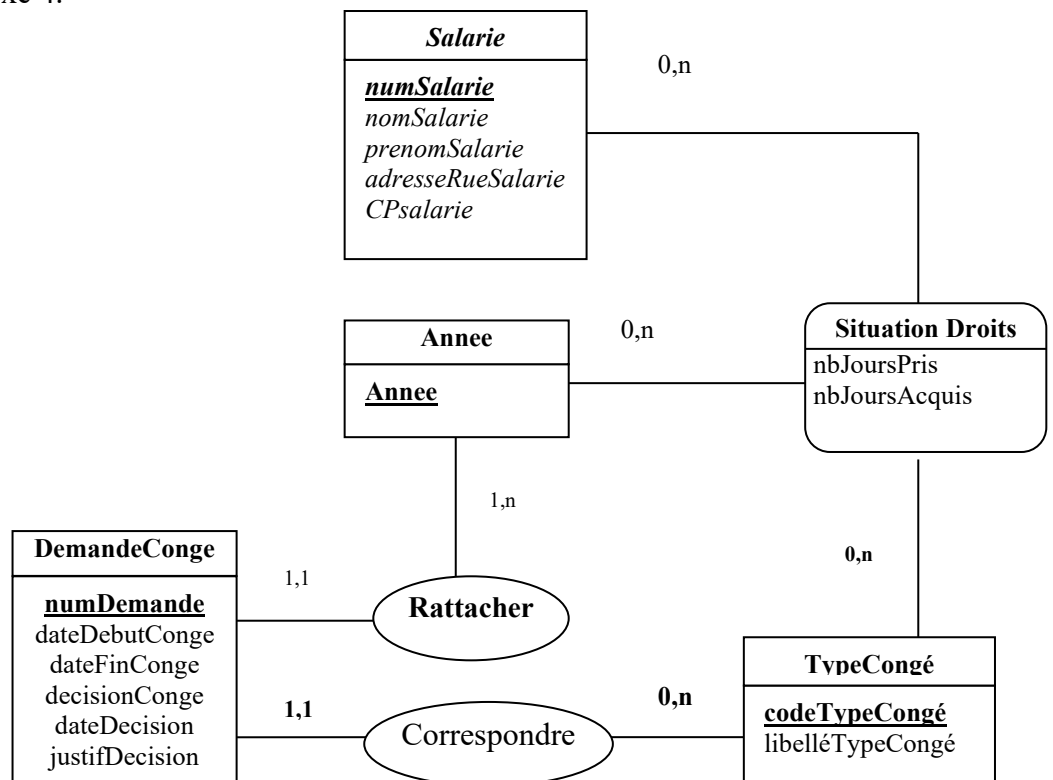 Salarie
0,n
numSalarie
nomSalarie
prenomSalarie
adresseRueSalarie
CPsalarie
Annee
0,n
Situation Droits
Annee
nbJoursPris
nbJoursAcquis
1,n
DemandeConge
1,1
0,n
numDemande
dateDebutConge
dateFinConge
decisionConge
dateDecision
justifDecision
Rattacher
TypeCongé
1,1
Correspondre
0,n
codeTypeCongé
libelléTypeCongé